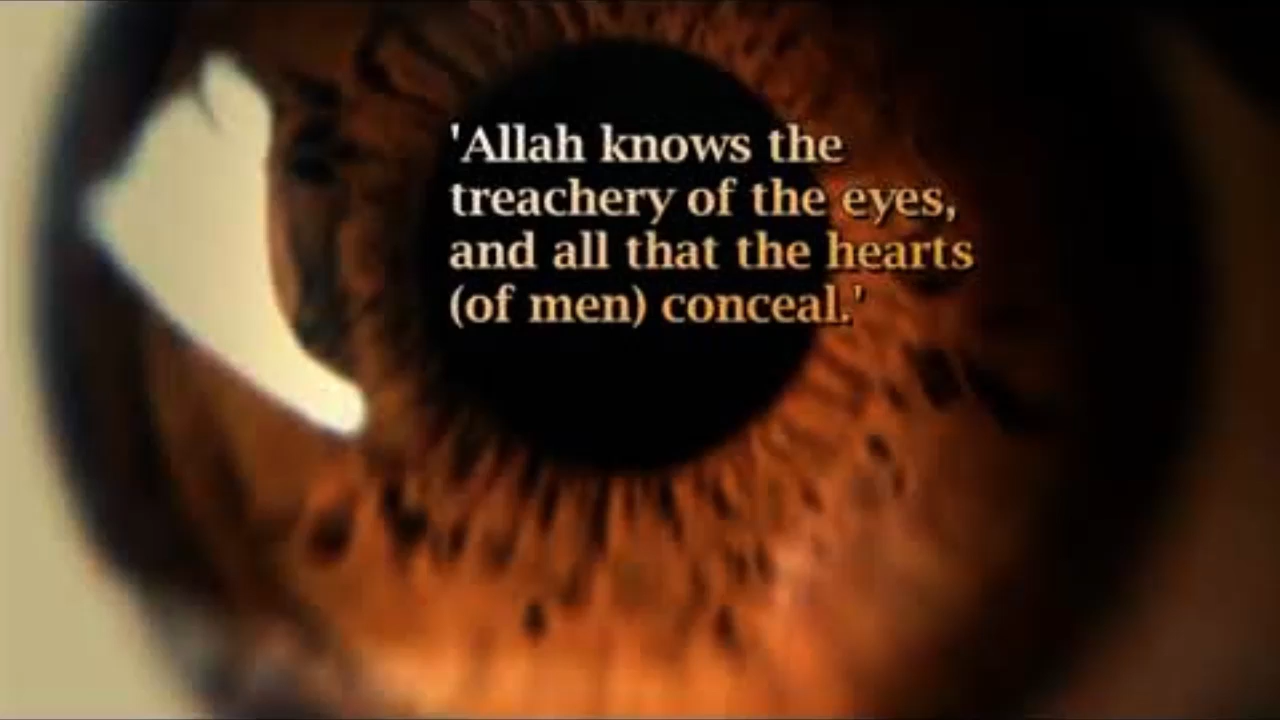 'Allah knows the
treachery of the eyes,
and all that the hearts
(of men) conceal.'